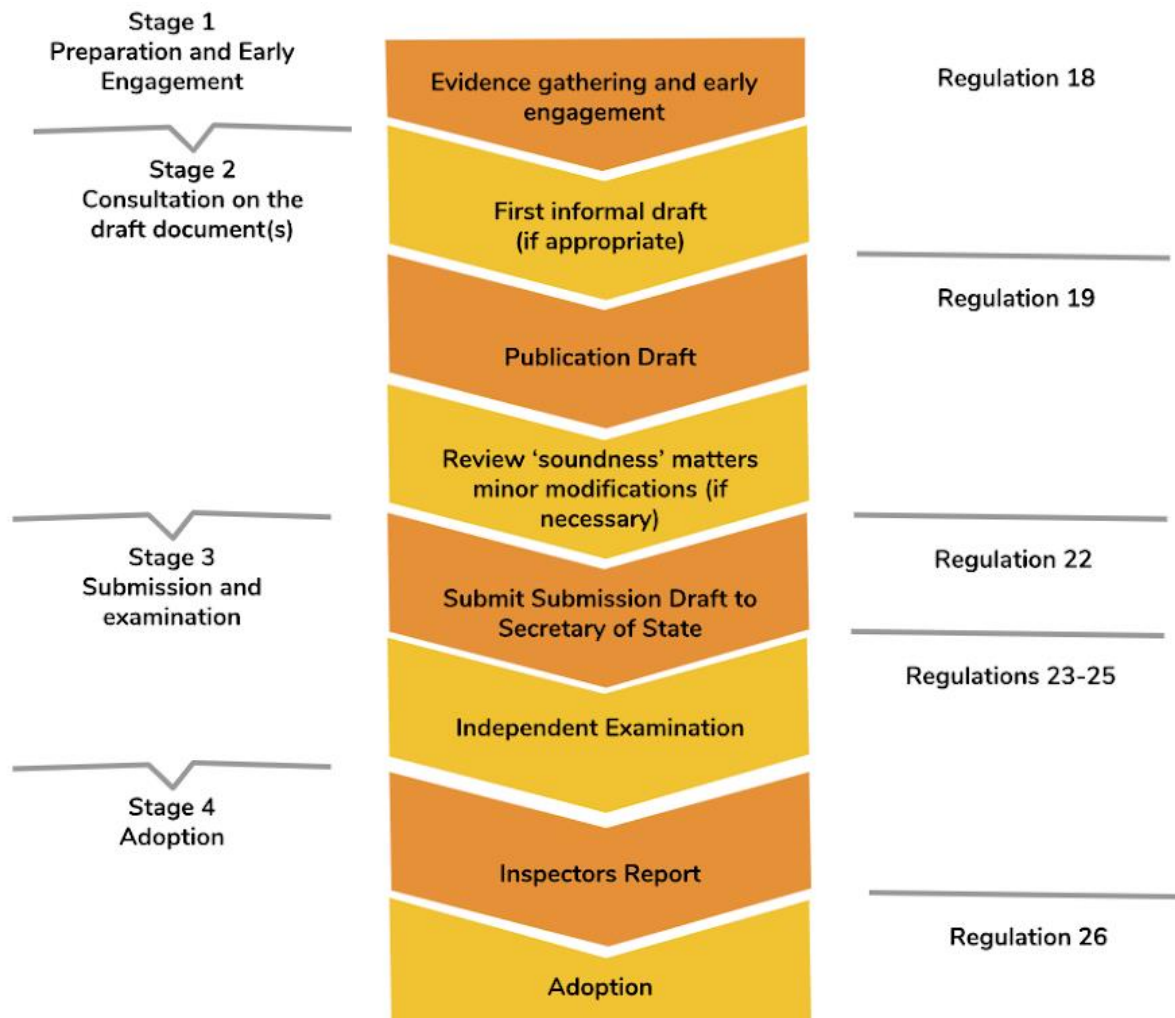 Stage 1
Preparation and Early
Engagement
Evidence gathering and early
engagement
Regulation 18
Stage 2
Consultation on the
draft document(s)
First informal draft
(if appropriate)
Regulation 19
Publication Draft
Review ‘soundness’ matters
minor modifications (if
necessary)
Stage 3
Submission and
examination
Regulation 22
Submit Submission Draft to
Secretary of State
Regulations 23-25
Independent Examination
Stage 4
Adoption
Inspectors Report
Regulation 26
Adoption